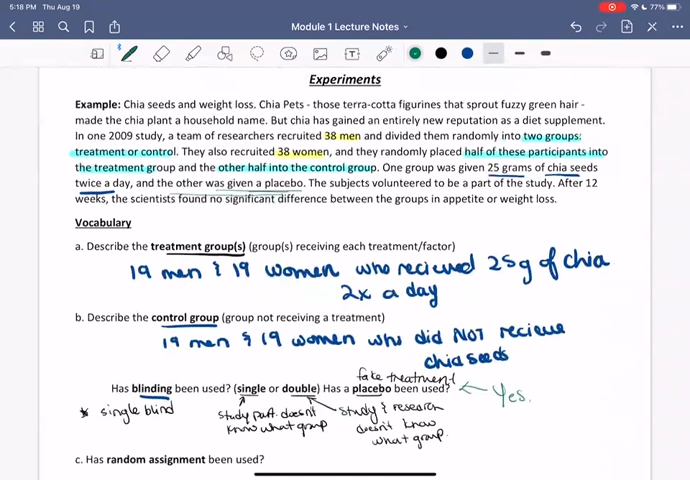 5:18 PM Thu Aug 19
77%
Module 1 Lecture Notes
Experiments
Example: Chia seeds and weight loss. Chia Pets - those terra-cotta figurines that sprout fuzzy green hair -
made the chia plant a household name. But chia has gained an entirely new reputation as a diet supplement.
In one 2009 study, a team of researchers recruited 38 men and divided them randomly into two groups:
treatment or control. They also recruited 38 women, and they randomly placed half of these participants into
the treatment group and the other half into the control group. One group was given 25 grams of chia seeds
twice a day, and the other was given a placebo. The subjects volunteered to be a part of the study. After 12
weeks, the scientists found no significant difference between the groups in appetite or weight loss.
Vocabulary
a. Describe the treatment group(s) (group(s) receiving each treatment/factor)
19 men & 19 women who recieved 25g of chia
2x a day
b. Describe the control group (group not receiving a treatment)
19 men & 19 women who did NOT recieve
chia seeds
fake treatment
Has blinding been used? (single or double) Has a placebo been used?
Yes.
* single blind
study part. doesn't
know what group
study & research
doesn't know
what group.
c. Has random assignment been used?